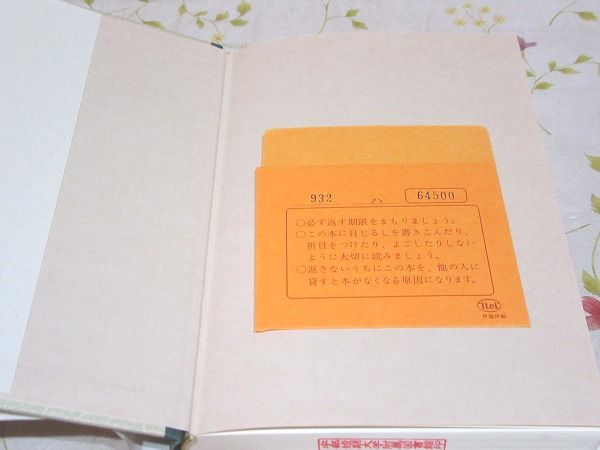 932 ハ 64500
○必ず返す期限をまもりましょう。
○この本に目じるしを書きこんだり、
折目をつけたり、よごしたりしない
ように大切に読みましょう。
○返さないうちにこの本を、他の人に
貸すと本がなくなる原因になります。
itoi
伊藤伊